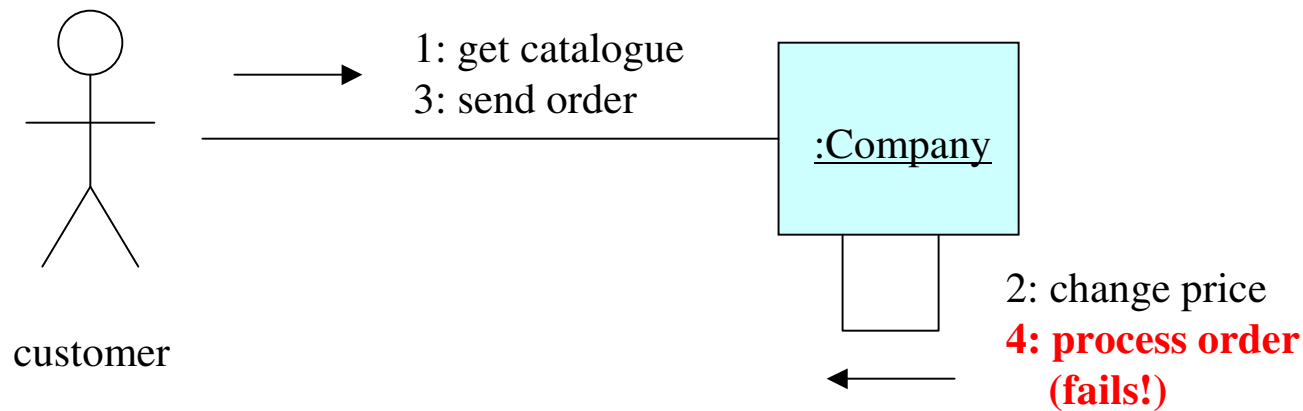 1: get catalogue
3: send order
:Company
2: change price
4: process order
(fails!)
customer